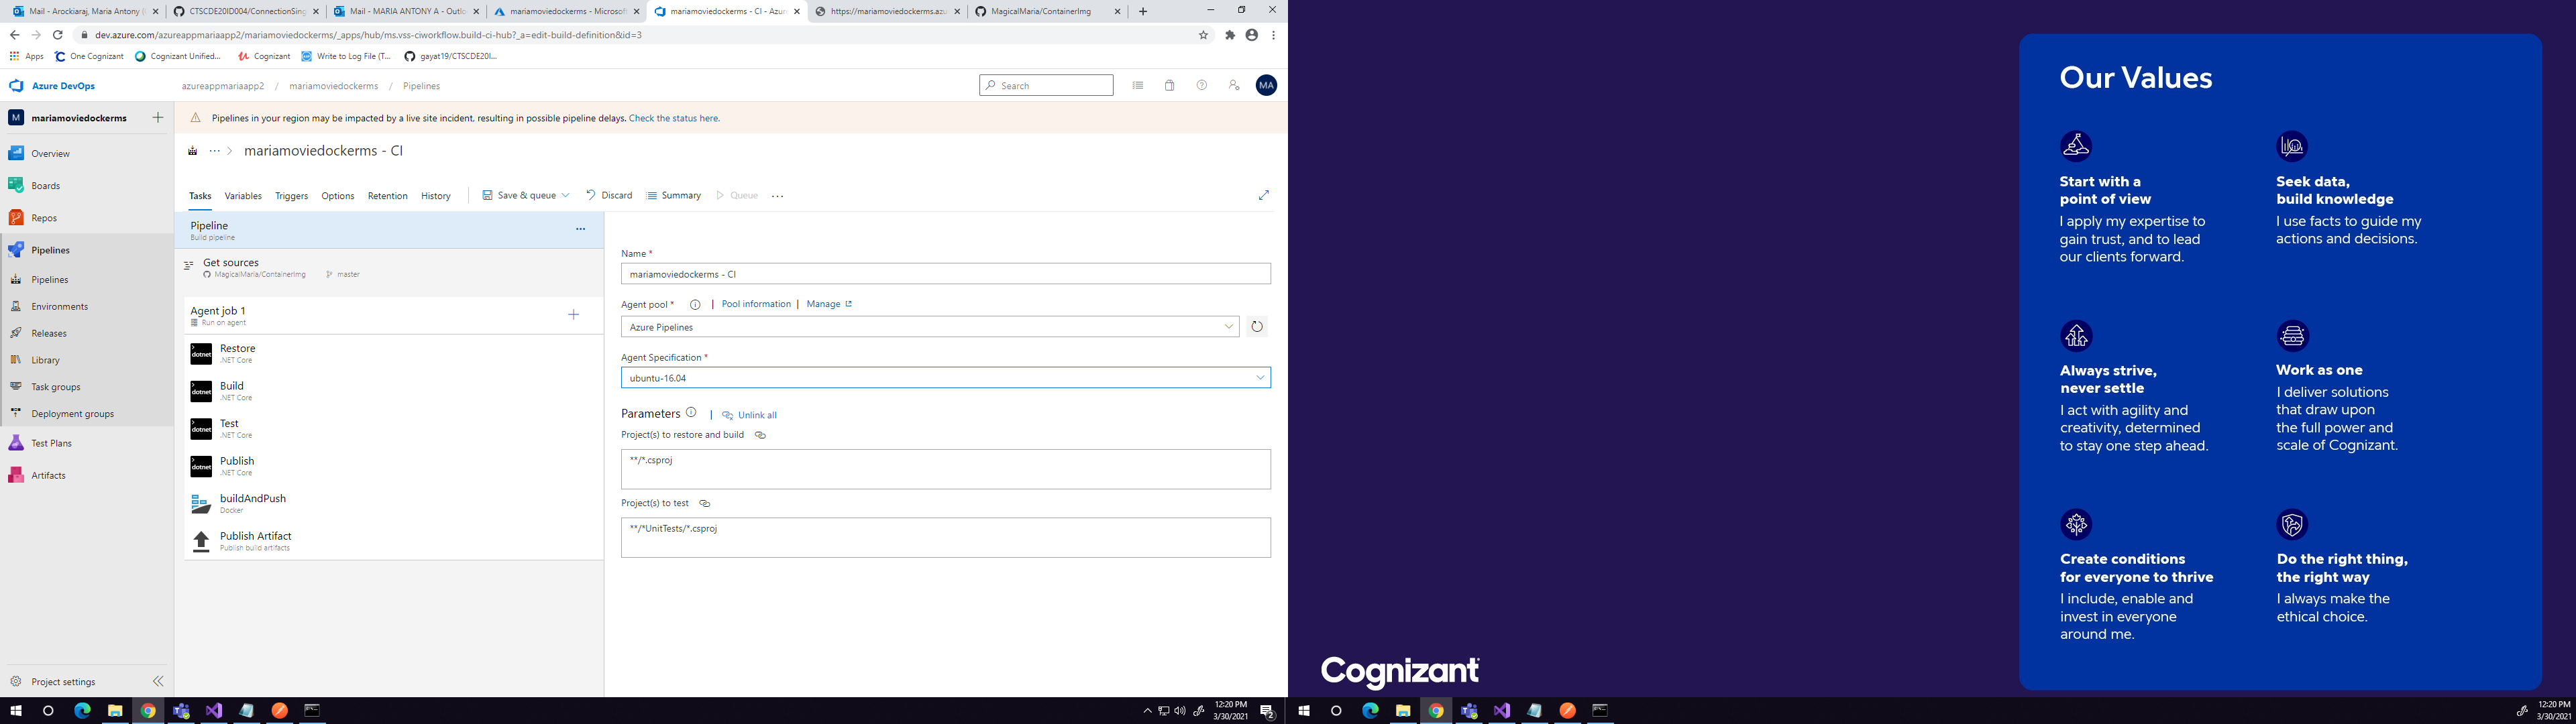 Mail - Arockiaraj, Maria Antony (
CTSCDE20ID004/ConnectionSing
Mail - MARIA ANTONY A - Outlo
mariamoviedockerms - Microsoft
mariamoviedockerms - CI - Azure
https://mariamoviedockerms.azu
MagicalMaria/ContainerImg
dev.azure.com/azureappmariaapp2/mariamoviedockerms/_apps/hub/ms.vss-ciworkflow.build-ci-hub?_a=edit-build-definition&id=3
Apps
One Cognizant
Cognizant Unified...
Cognizant
Write to Log File (T...
gayat19/CTSCDE20I...
Azure DevOps
azureappmariaapp2 / mariamoviedockerms / Pipelines
Search
MA
M mariamoviedockerms
Overview
Boards
Repos
Pipelines
Pipelines
Environments
Releases
Library
Task groups
Deployment groups
Test Plans
Artifacts
Project settings
Pipelines in your region may be impacted by a live site incident, resulting in possible pipeline delays. Check the status here.
mariamoviedockerms - CI
Tasks Variables Triggers Options Retention History
Save & queue Discard Summary Queue
Pipeline
Build pipeline
Get sources
MagicalMaria/ContainerImg master
Agent job 1
Run on agent
dotnet Restore
.NET Core
dotnet Build
.NET Core
dotnet Test
.NET Core
dotnet Publish
.NET Core
buildAndPush
Docker
Publish Artifact
Publish build artifacts
Name *
mariamoviedockerms - CI
Agent pool * | Pool information | Manage
Azure Pipelines
Agent Specification *
ubuntu-16.04
Parameters | Unlink all
Project(s) to restore and build
**/*.csproj
Project(s) to test
**/*UnitTests/*.csproj
12:20 PM
3/30/2021
2
Cognizant
Our Values
Start with a
point of view
I apply my expertise to
gain trust, and to lead
our clients forward.
Seek data,
build knowledge
I use facts to guide my
actions and decisions.
Always strive,
never settle
I act with agility and
creativity, determined
to stay one step ahead.
Work as one
I deliver solutions
that draw upon
the full power and
scale of Cognizant.
Create conditions
for everyone to thrive
I include, enable and
invest in everyone
around me.
Do the right thing,
the right way
I always make the
ethical choice.
12:20 PM
3/30/2021